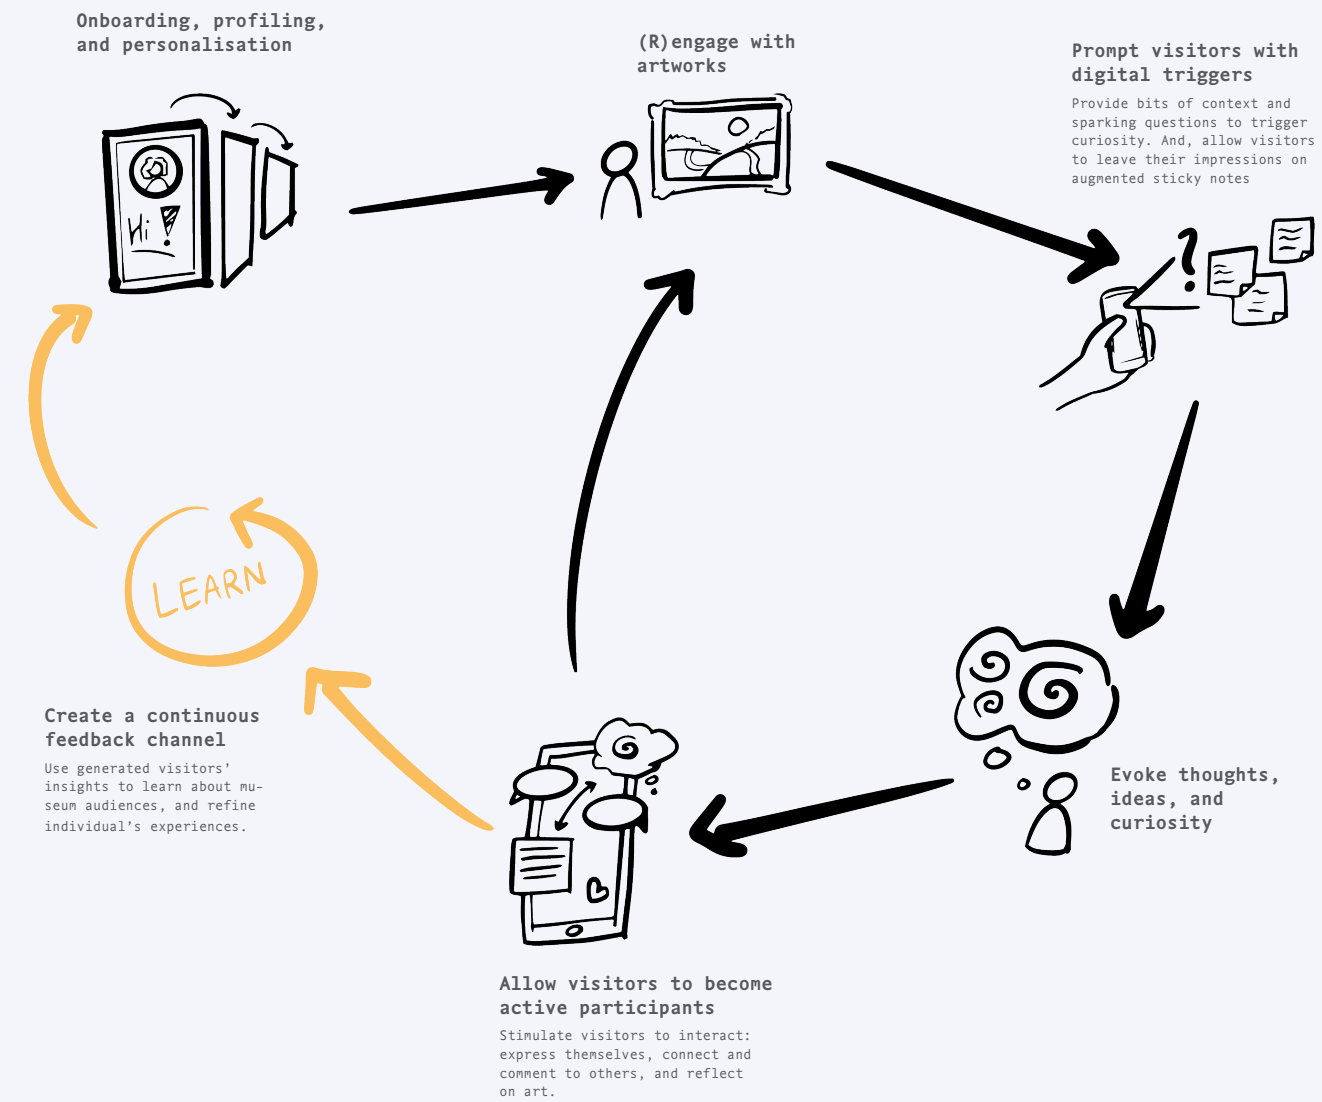 Onboarding, profiling,
and personalisation
Hi !
(R)engage with
artworks
Prompt visitors with
digital triggers
Provide bits of context and
sparking questions to trigger
curiosity. And, allow visitors
to leave their impressions on
augmented sticky notes
?
Evoke thoughts,
ideas, and
curiosity
Allow visitors to become
active participants
Stimulate visitors to interact:
express themselves, connect and
comment to others, and reflect
on art.
LEARN
Create a continuous
feedback channel
Use generated visitors’
insights to learn about mu-
seum audiences, and refine
individual’s experiences.